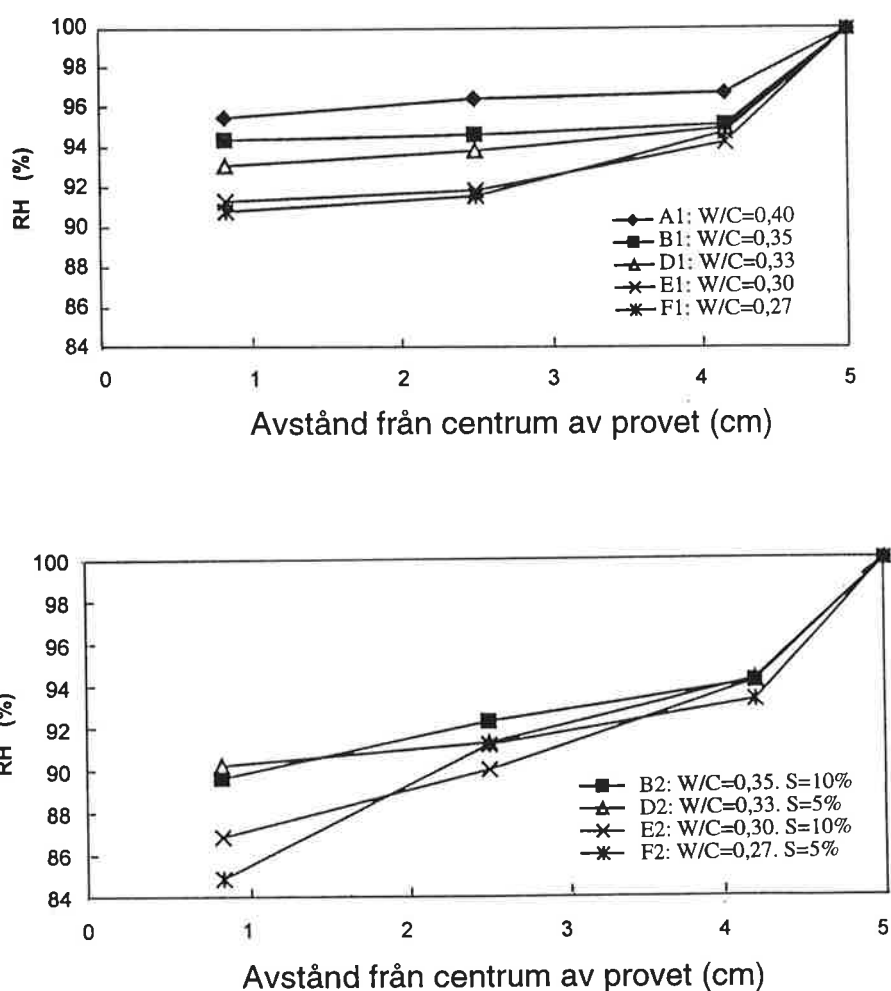 100
98
96
94
92
90
88
86
84
RH (%)
A1: W/C=0,40
B1: W/C=0,35
D1: W/C=0,33
E1: W/C=0,30
F1: W/C=0,27
0 1 2 3 4 5
Avstånd från centrum av provet (cm)
100
98
96
94
92
90
88
86
84
RH (%)
B2: W/C=0,35. S=10%
D2: W/C=0,33. S=5%
E2: W/C=0,30. S=10%
F2: W/C=0,27. S=5%
0 1 2 3 4 5
Avstånd från centrum av provet (cm)